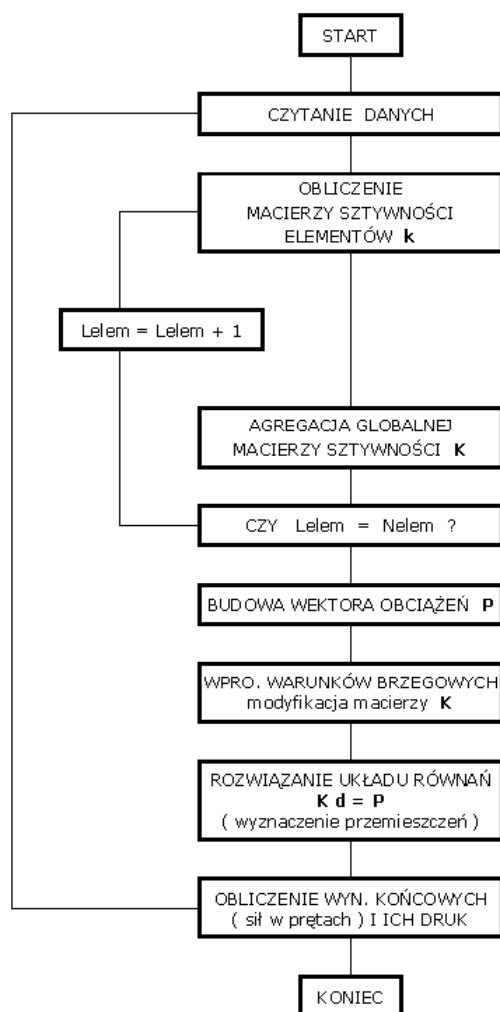 START
CZYTANIE DANYCH
OBLICZENIE
MACIERZY SZTYWNOŚCI
ELEMENTÓW k
Lelem = Lelem + 1
AGREGACJA GLOBALNEJ
MACIERZY SZTYWNOŚCI K
CZY Lelem = Nelem ?
BUDOWA WEKTORA OBCIĄŻEŃ P
WPRO. WARUNKÓW BRZEGOWYCH
modyfikacja macierzy K
ROZWIĄZANIE UKŁADU RÓWNAŃ
K d = P
( wyznaczenie przemieszczeń )
OBLICZENIE WYN. KOŃCOWYCH
( sił w prętach ) I ICH DRUK
KONIEC